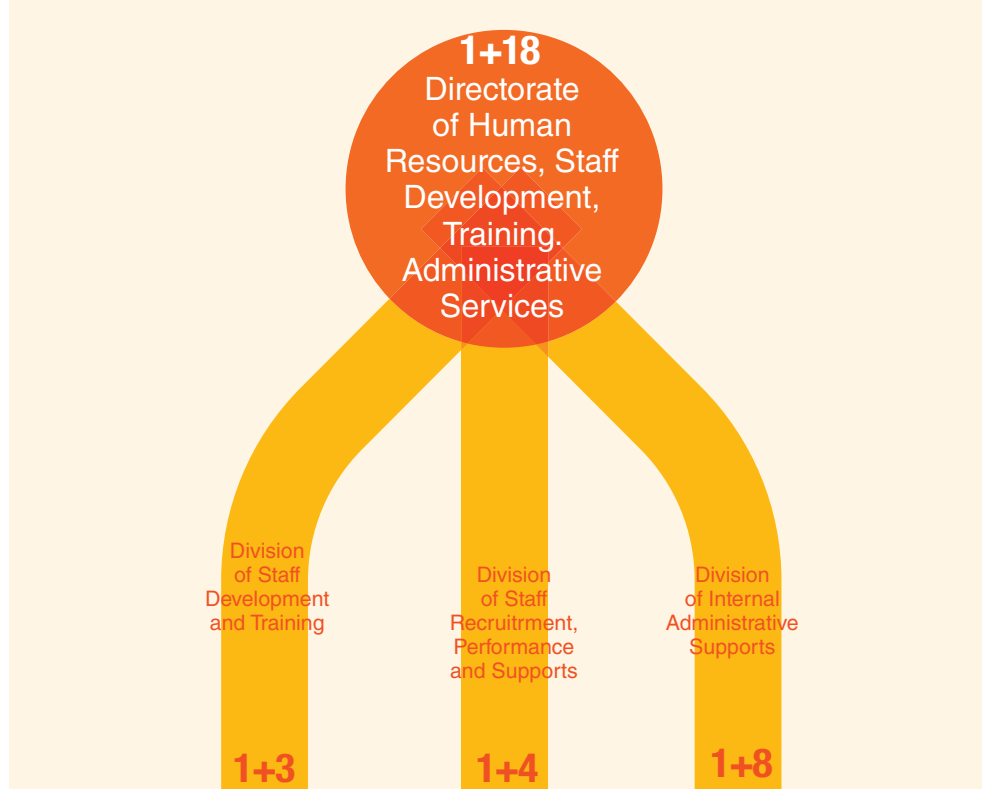 1+18
Directorate
of Human
Resources, Staff
Development,
Training.
Administrative
Services
Division
of Staff
Development
and Training
1+3
Division
of Staff
Recruitrment,
Performance
and Supports
1+4
Division
of Internal
Administrative
Supports
1+8